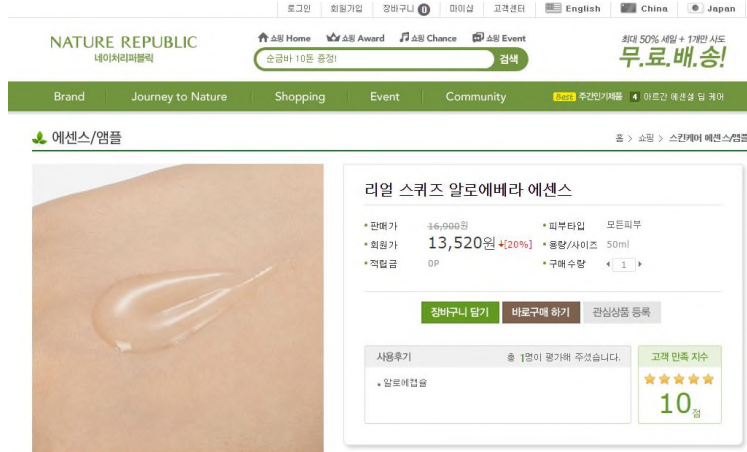 로그인 회원가입 장바구니 0 마이샵 고객센터 English China Japan
NATURE REPUBLIC
네이처리퍼블릭
쇼핑 Home 쇼핑 Award 쇼핑 Chance 쇼핑 Event
순금바 10돈 증정!
검색
최대 50% 세일 + 1개만 사도
무.료.배.송!
Brand Journey to Nature Shopping Event Community
Best 주간인기제품 4 아르간 에센셜 딥 케어
에센스/앰플
홈 > 쇼핑 > 스킨케어 에센스/앰플
리얼 스퀴즈 알로에베라 에센스
판매가 16,900원
피부타입 모든피부
회원가 13,520원 [20%]
용량/사이즈 50ml
적립금 0P
구매수량 1
장바구니 담기 바로구매 하기 관심상품 등록
사용후기 총 1명이 평가해 주셨습니다.
알로에캡슐
고객 만족 지수
10점